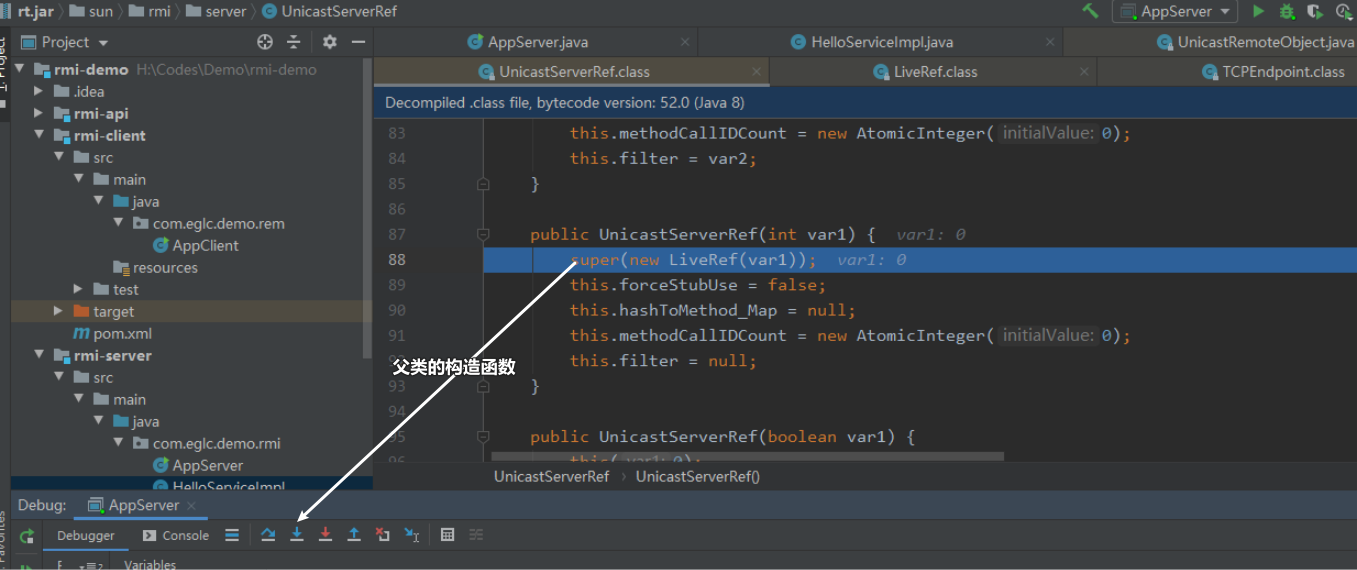 rt.jar sun rmi server UnicastServerRef AppServer
Project AppServer.java HelloServiceImpl.java UnicastRemoteObject.java
rmi-demo H:\Codes\Demo\rmi-demo UnicastServerRef.class LiveRef.class TCPEndpoint.class
.idea
rmi-api
rmi-client
src
main
java
com.eglc.demo.rem
AppClient
resources
test
target
pom.xml
rmi-server
src
main
java
com.eglc.demo.rmi
AppServer
HelloServiceImpl
Decompiled .class file, bytecode version: 52.0 (Java 8)
83 this.methodCallIDCount = new AtomicInteger( initialValue: 0);
84 this.filter = var2;
85 }
86
87 public UnicastServerRef(int var1) { var1: 0
88 super(new LiveRef(var1)); var1: 0
89 this.forceStubUse = false;
90 this.hashToMethod_Map = null;
91 this.methodCallIDCount = new AtomicInteger( initialValue: 0);
this.filter = null;
父类的构造函数
93 }
94
public UnicastServerRef(boolean var1) {
96 this( var1: 0);
UnicastServerRef UnicastServerRef()
Debug: AppServer
Debugger Console
Variables